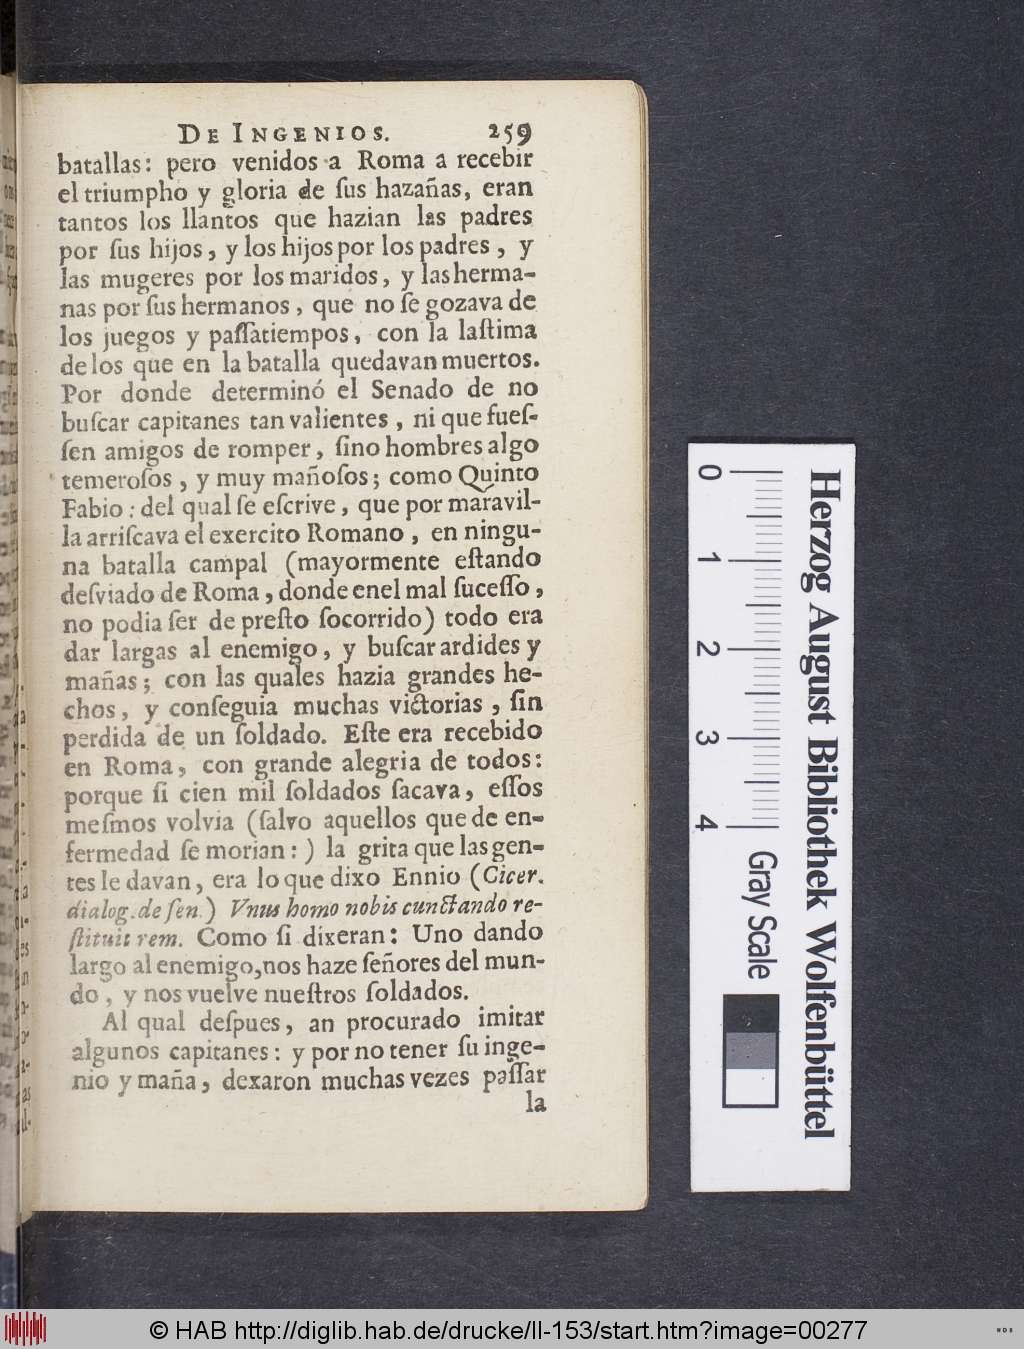 DE INGENIOS. 259
batallas: pero venidos a Roma a recebir
el triumpho y gloria de ſus hazañas, eran
tantos los llantos que hazian las padres
por ſus hijos, y los hijos por los padres, y
las mugeres por los maridos, y las herma-
nas por ſus hermanos, que no ſe gozava de
los juegos y paſſatiempos, con la laſtima
de los que en la batalla quedavan muertos.
Por donde determinó el Senado de no
buſcar capitanes tan valientes, ni que fueſ-
ſen amigos de romper, ſino hombres algo
temeroſos, y muy mañoſos; como Quinto
Fabio: del qual ſe eſcrive, que por maravil-
la arriſcava el exercito Romano, en ningu-
na batalla campal (mayormente eſtando
deſviado de Roma, donde enel mal ſuceſſo,
no podia ſer de preſto ſocorrido) todo era
dar largas al enemigo, y buſcar ardides y
mañas; con las quales hazia grandes he-
chos, y conſeguia muchas victorias, ſin
perdida de un ſoldado. Eſte era recebido
en Roma, con grande alegria de todos:
porque ſi cien mil ſoldados ſacava, eſſos
meſmos volvia (ſalvo aquellos que de en-
fermedad ſe morian:) la grita que las gen-
tes le davan, era lo que dixo Ennio (Cicer.
dialog. de ſen.) Vnus homo nobis cunctando re-
ſtituit rem. Como ſi dixeran: Uno dando
largo al enemigo, nos haze ſeñores del mun-
do, y nos vuelve nueſtros ſoldados.
Al qual deſpues, an procurado imitar
algunos capitanes: y por no tener ſu inge-
nio y maña, dexaron muchas vezes paſſar
la
0 1 2 3 4
Gray Scale
Herzog August Bibliothek Wolfenbüttel
© HAB http://diglib.hab.de/drucke/ll-153/start.htm?image=00277